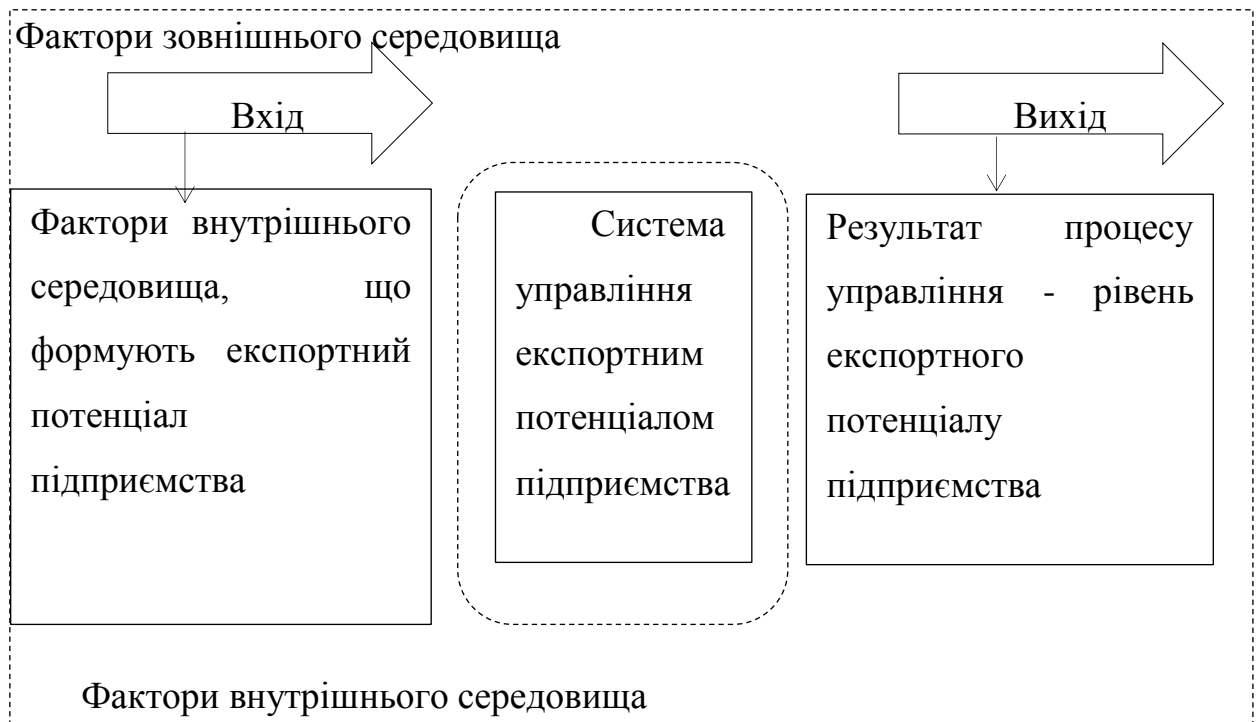 Фактори зовнішнього середовища
Вхід
Вихід
Фактори внутрішнього
середовища, що
формують експортний
потенціал
підприємства
Система
управління
експортним
потенціалом
підприємства
Результат процесу
управління - рівень
експортного
потенціалу
підприємства
Фактори внутрішнього середовища